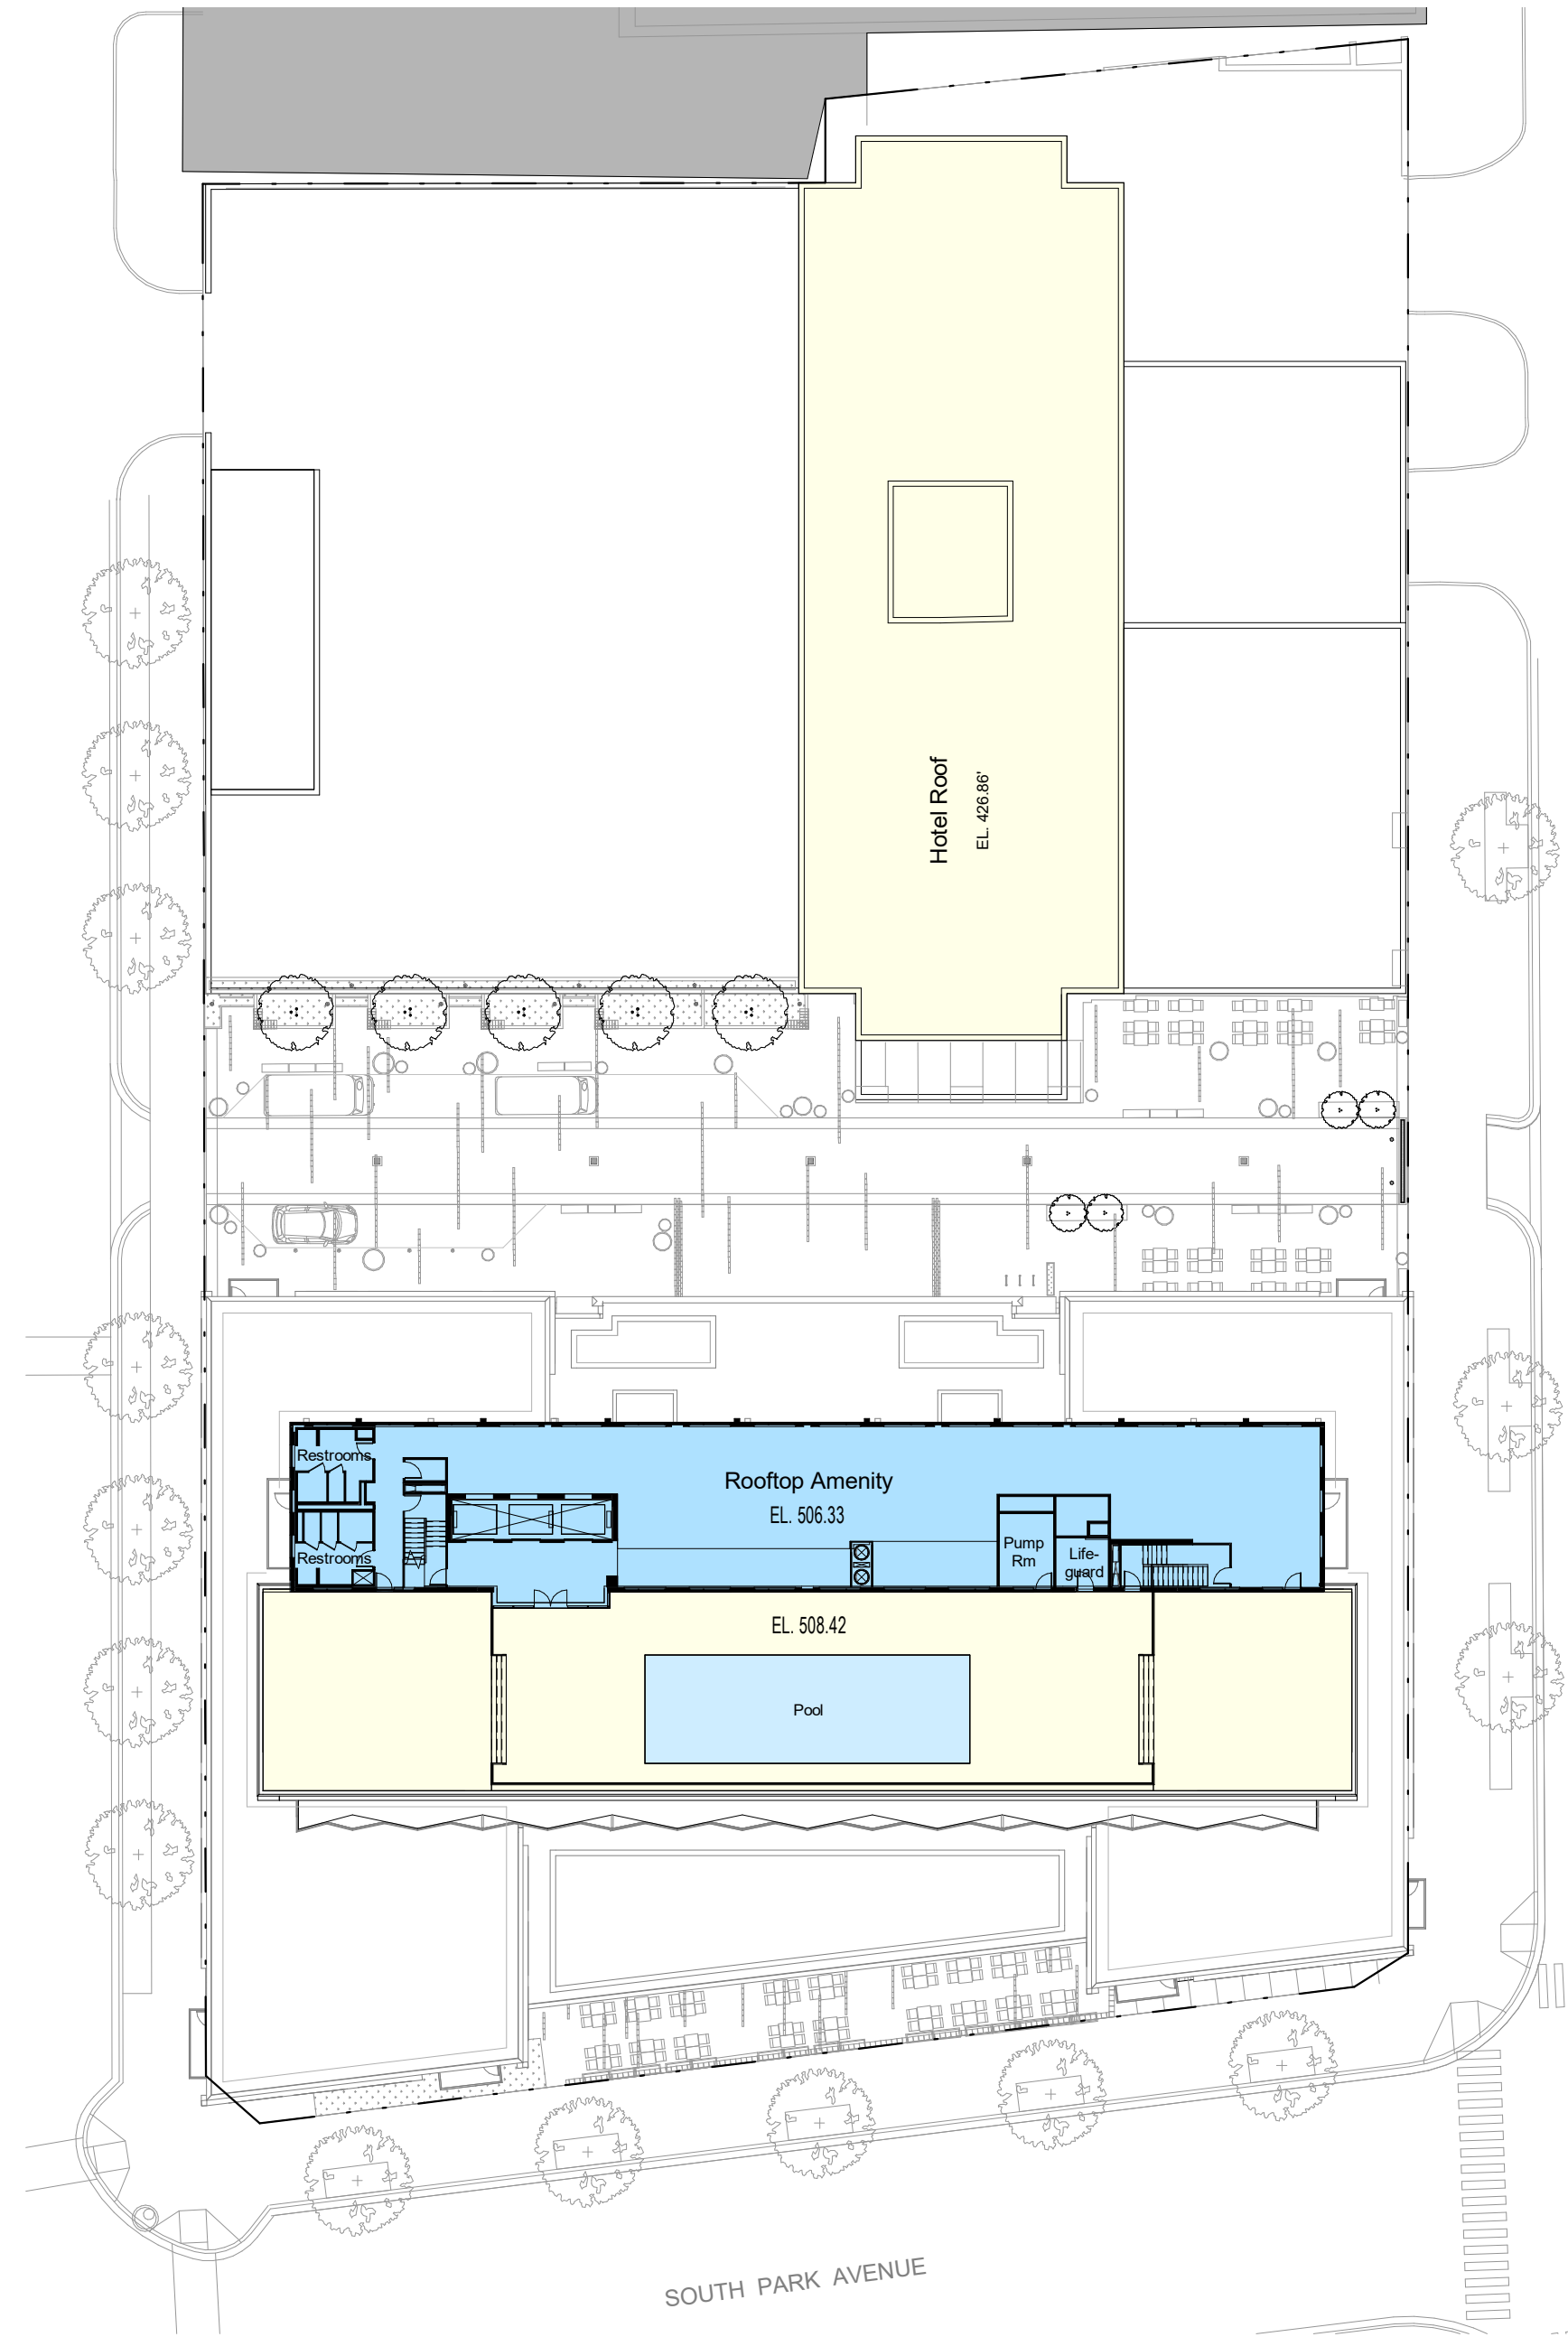 Hotel Roof
EL. 426.86'
Restrooms
Rooftop Amenity
EL. 506.33
Pump
Rm
Life-
guard
Restrooms
EL. 508.42
Pool
SOUTH PARK AVENUE